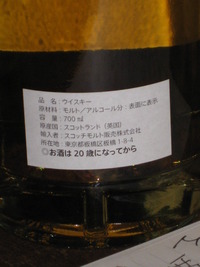 品 名：ウイスキー
原材料：モルト／アルコール分：表面に表示
容 量：700 ml
原産国：スコットランド（英国）
輸入者：スコッチモルト販売株式会社
所在地：東京都板橋区板橋1-8-4
◎お酒は20歳になってから
M